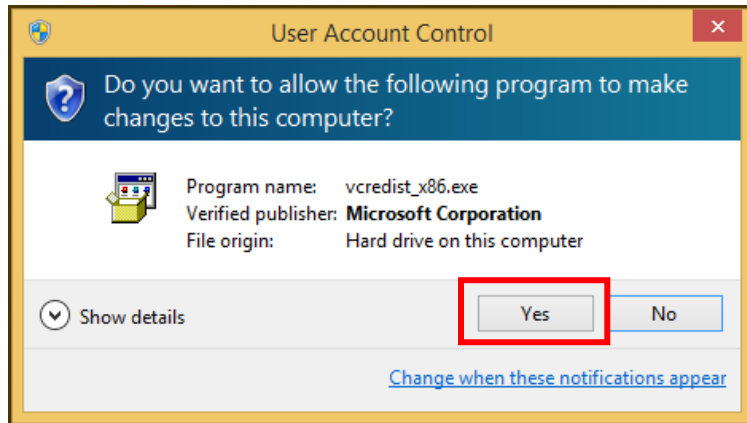 User Account Control
Do you want to allow the following program to make
changes to this computer?
Program name: vcredist_x86.exe
Verified publisher: Microsoft Corporation
File origin: Hard drive on this computer
Show details Yes No
Change when these notifications appear